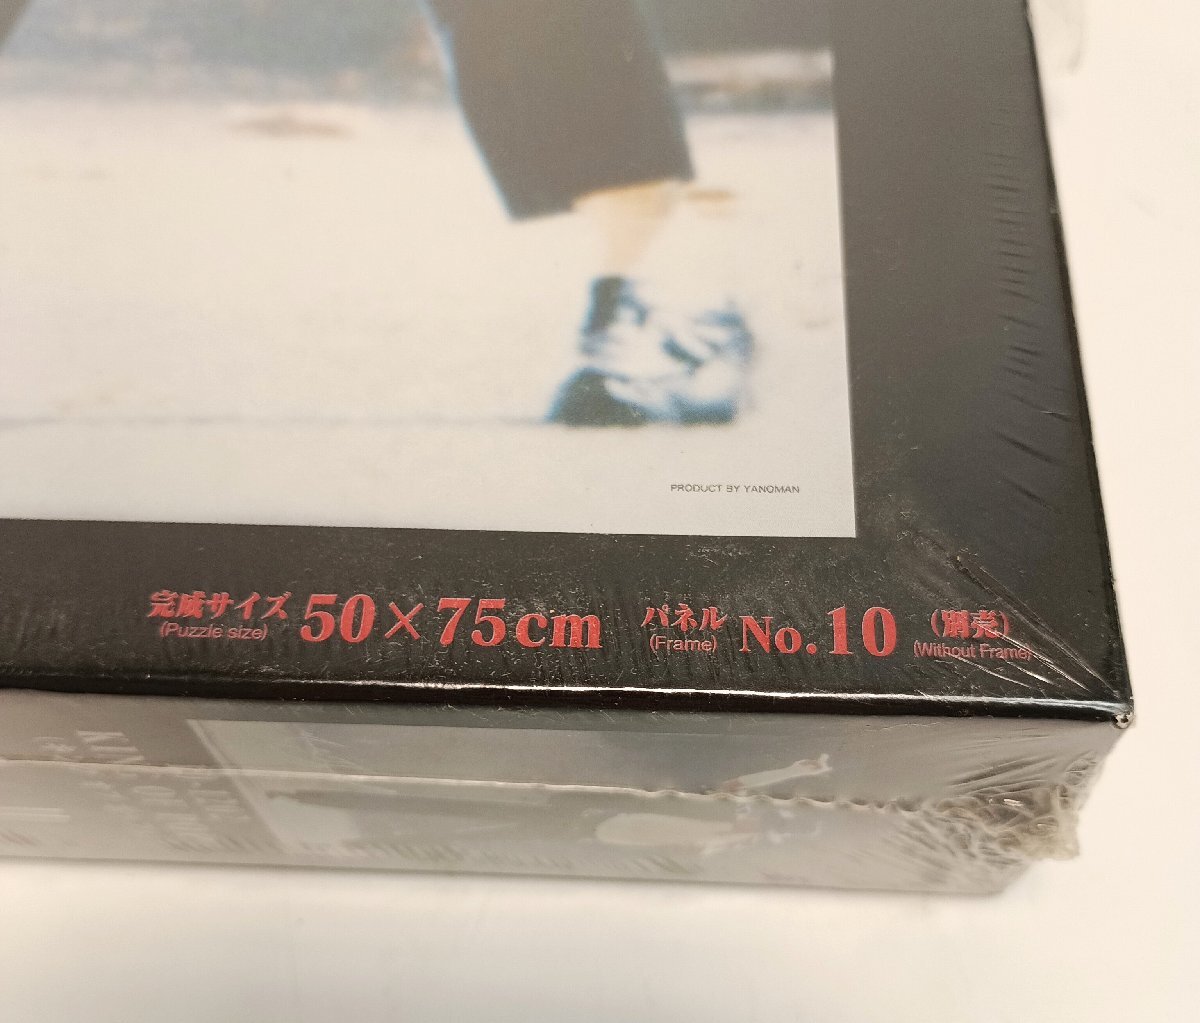 PRODUCT BY YANOMAN
完成サイズ 50×75cm パネル No.10 (別売)
(Puzzle size) (Frame) (Without Frame)